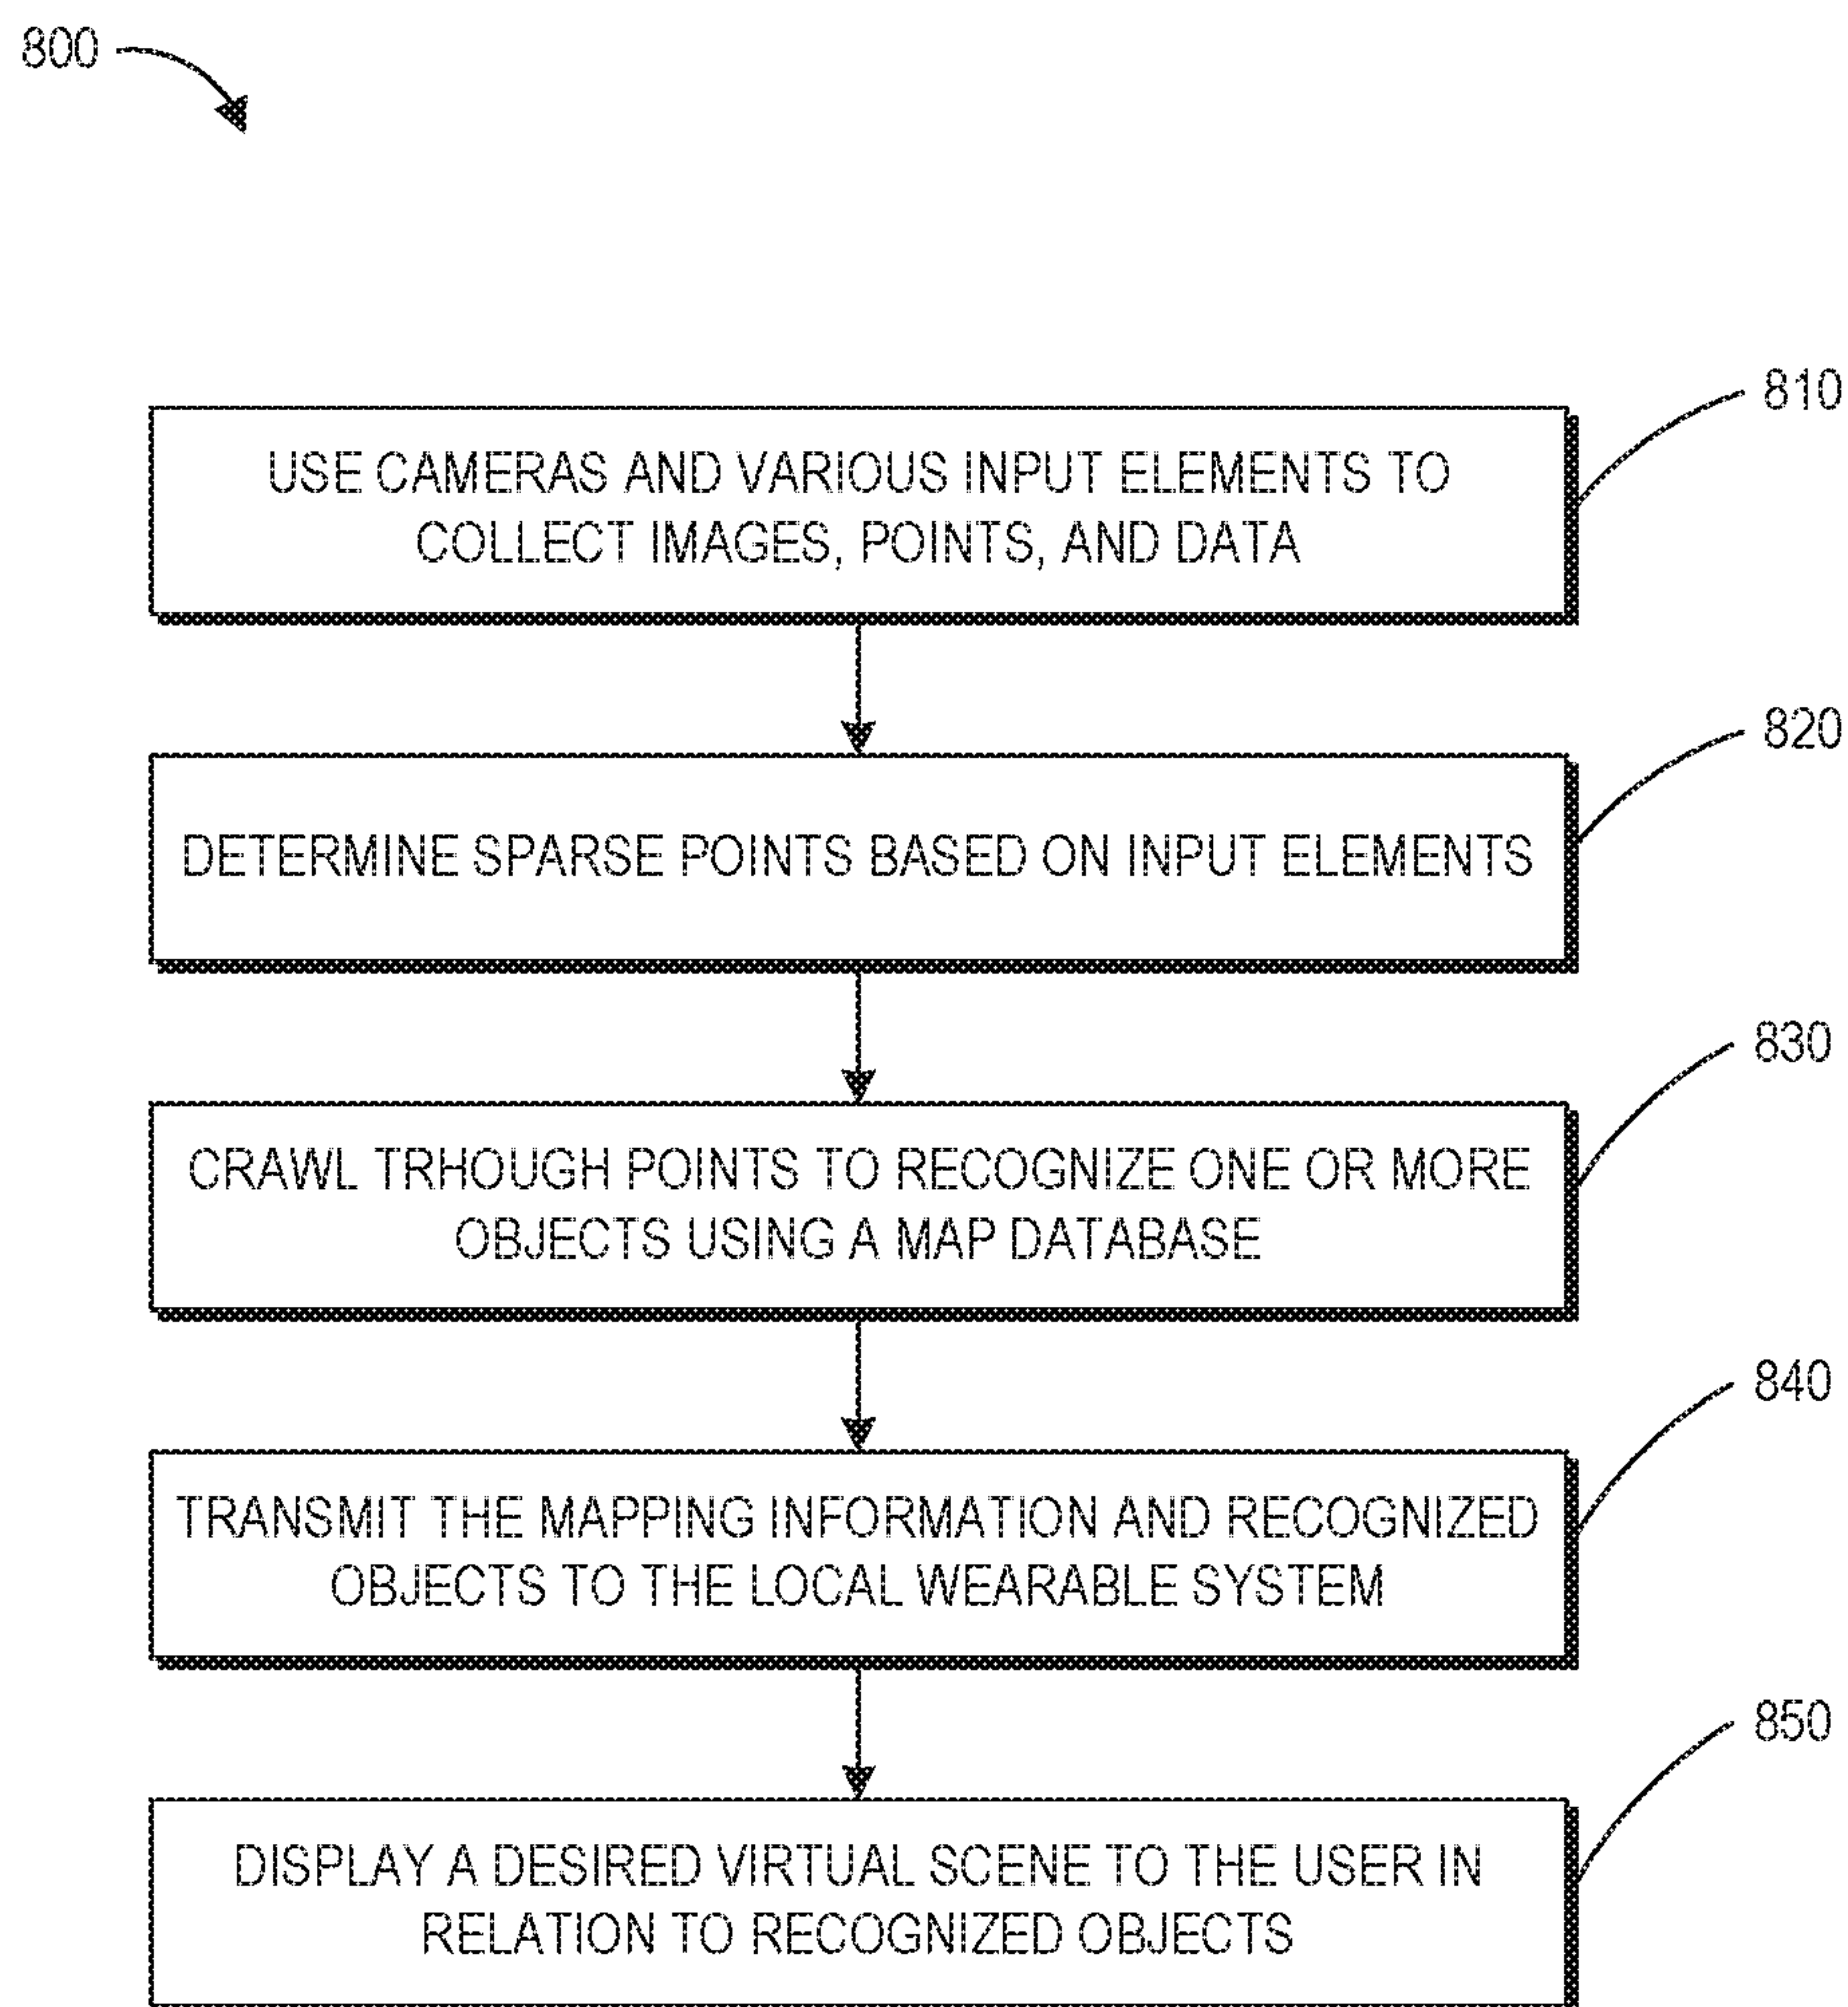 800
810
USE CAMERAS AND VARIOUS INPUT ELEMENTS TO
COLLECT IMAGES, POINTS, AND DATA
820
DETERMINE SPARSE POINTS BASED ON INPUT ELEMENTS
830
CRAWL TRHOUGH POINTS TO RECOGNIZE ONE OR MORE
OBJECTS USING A MAP DATABASE
840
TRANSMIT THE MAPPING INFORMATION AND RECOGNIZED
OBJECTS TO THE LOCAL WEARABLE SYSTEM
850
DISPLAY A DESIRED VIRTUAL SCENE TO THE USER IN
RELATION TO RECOGNIZED OBJECTS